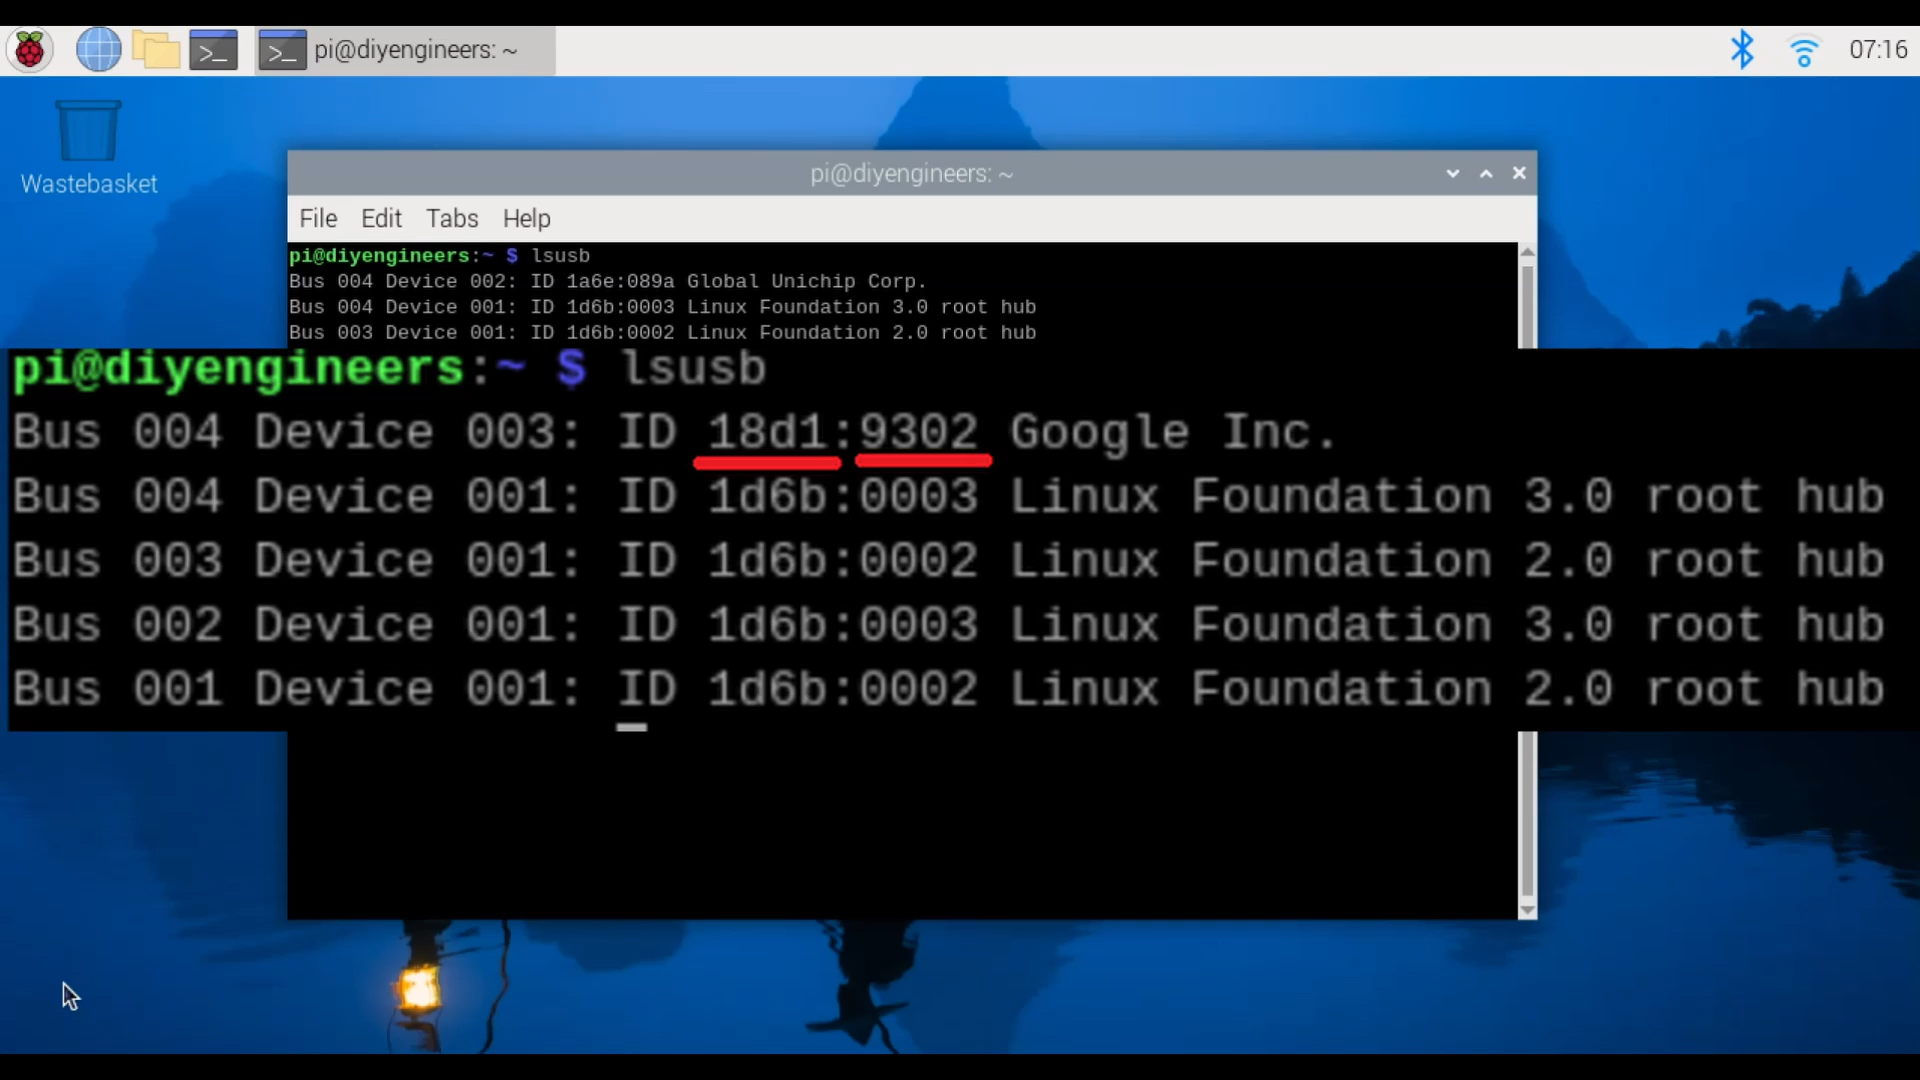 pi@diyengineers: ~
07:16
Wastebasket
pi@diyengineers: ~
File Edit Tabs Help
pi@diyengineers:~ $ lsusb
Bus 004 Device 002: ID 1a6e:089a Global Unichip Corp.
Bus 004 Device 001: ID 1d6b:0003 Linux Foundation 3.0 root hub
Bus 003 Device 001: ID 1d6b:0002 Linux Foundation 2.0 root hub
pi@diyengineers:~ $ lsusb
Bus 004 Device 003: ID 18d1:9302 Google Inc.
Bus 004 Device 001: ID 1d6b:0003 Linux Foundation 3.0 root hub
Bus 003 Device 001: ID 1d6b:0002 Linux Foundation 2.0 root hub
Bus 002 Device 001: ID 1d6b:0003 Linux Foundation 3.0 root hub
Bus 001 Device 001: ID 1d6b:0002 Linux Foundation 2.0 root hub